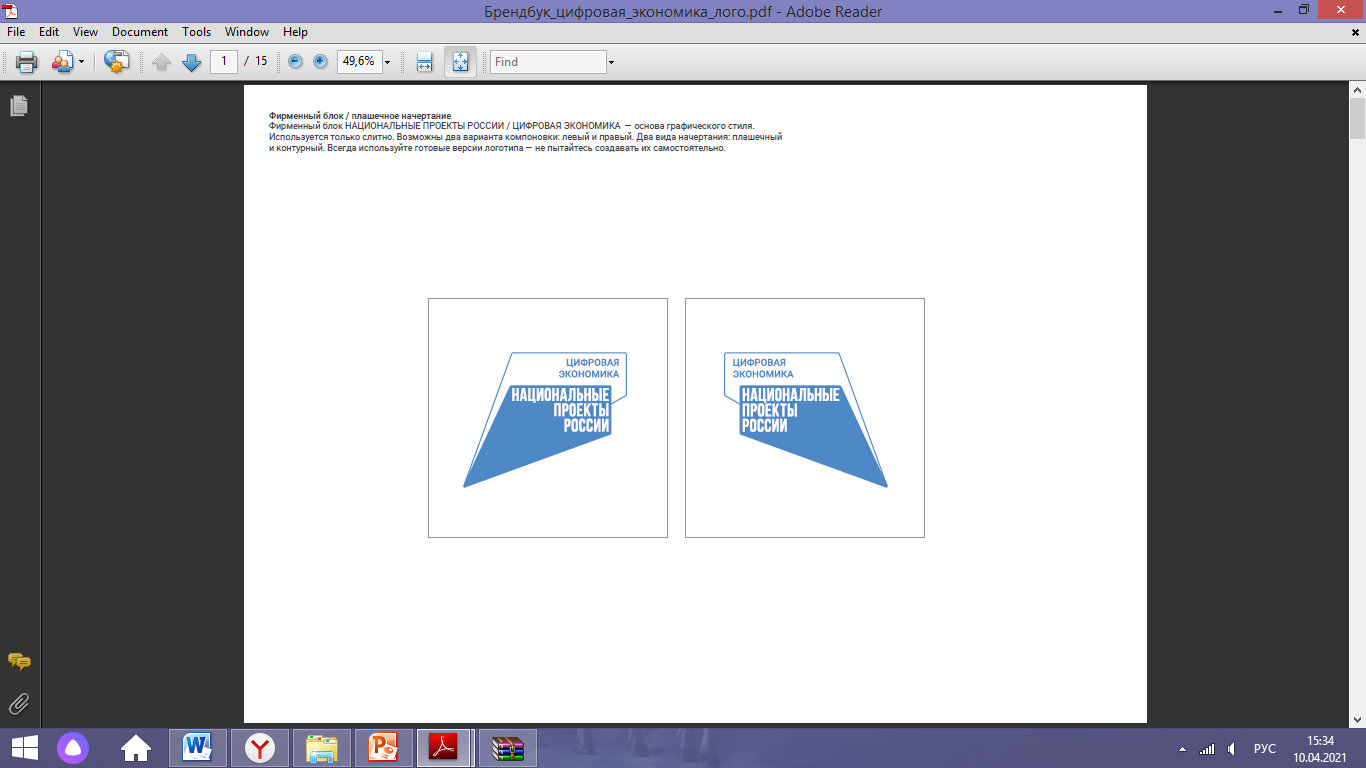 Брендбук_цифровая_экономика_лого.pdf - Adobe Reader
File Edit View Document Tools Window Help
1 / 15 49,6% Find
Фирменный блок / плашечное начертание
Фирменный блок НАЦИОНАЛЬНЫЕ ПРОЕКТЫ РОССИИ / ЦИФРОВАЯ ЭКОНОМИКА — основа графического стиля.
Используется только слитно. Возможны два варианта компоновки: левый и правый. Два вида начертания: плашечный
и контурный. Всегда используйте готовые версии логотипа — не пытайтесь создавать их самостоятельно.
ЦИФРОВАЯ
ЭКОНОМИКА
НАЦИОНАЛЬНЫЕ
ПРОЕКТЫ
РОССИИ
ЦИФРОВАЯ
ЭКОНОМИКА
НАЦИОНАЛЬНЫЕ
ПРОЕКТЫ
РОССИИ
РУС
15:34
10.04.2021